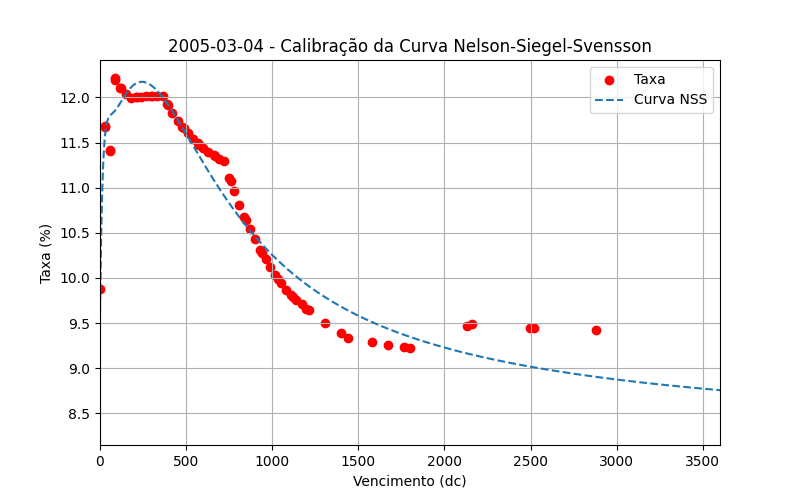 2005-03-04 - Calibração da Curva Nelson-Siegel-Svensson
Taxa
Curva NSS
12.0
11.5
11.0
10.5
10.0
9.5
9.0
8.5
Taxa (%)
0 500 1000 1500 2000 2500 3000 3500
Vencimento (dc)